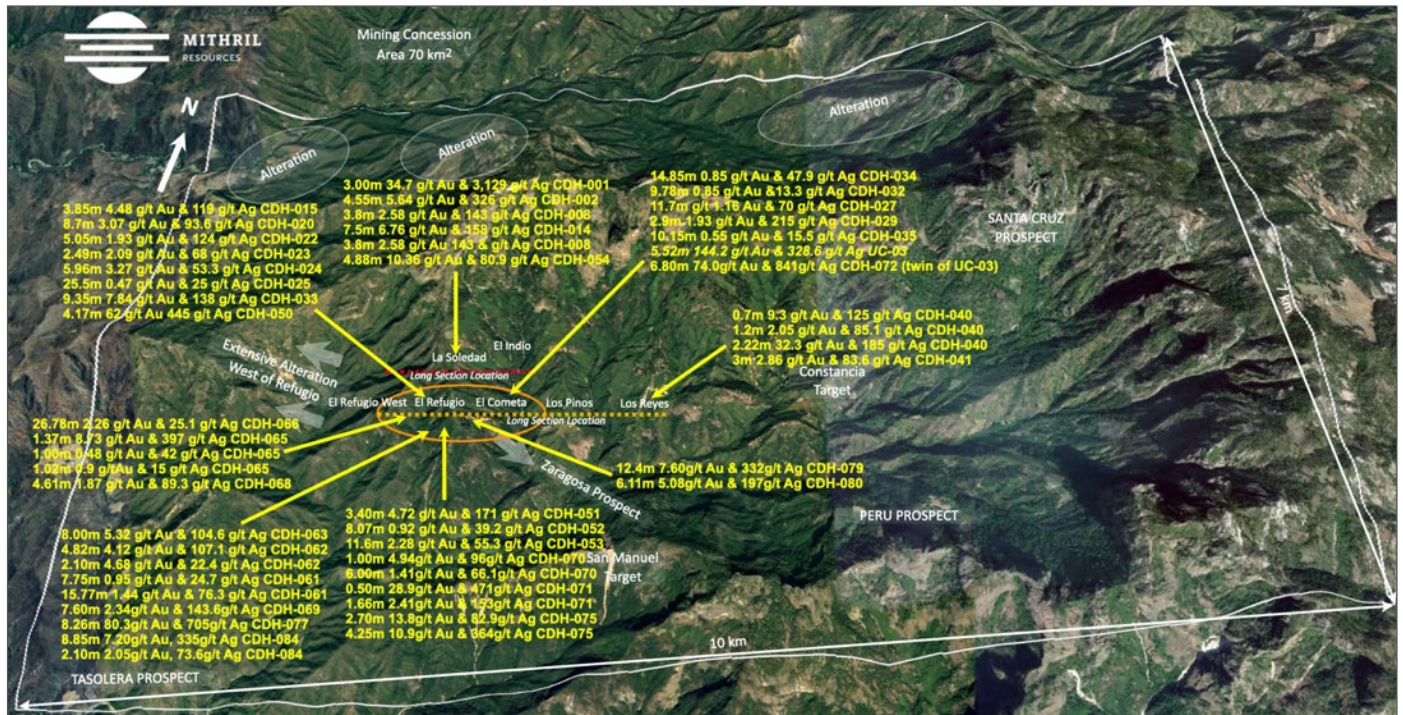 MITHRIL
RESOURCES
Mining Concession
Area 70 km²
N
Alteration
Alteration
Alteration
3.85m 4.48 g/t Au & 119 g/t Ag CDH-015
8.7m 3.07 g/t Au & 93.6 g/t Ag CDH-020
5.05m 1.93 g/t Au & 124 g/t Ag CDH-022
2.49m 2.09 g/t Au & 68 g/t Ag CDH-023
5.96m 3.27 g/t Au & 53.3 g/t Ag CDH-024
25.5m 0.47 g/t Au & 25 g/t Ag CDH-025
9.35m 7.84 g/t Au & 138 g/t Ag CDH-033
4.17m 62 g/t Au 445 g/t Ag CDH-050
3.00m 34.7 g/t Au & 3,129 g/t Ag CDH-001
4.55m 5.64 g/t Au & 326 g/t Ag CDH-002
3.8m 2.58 g/t Au & 143 g/t Ag CDH-008
7.5m 6.76 g/t Au & 158 g/t Ag CDH-014
3.8m 2.58 g/t Au 143 & g/t Ag CDH-008
4.88m 10.36 g/t Au & 80.9 g/t Ag CDH-054
14.85m 0.85 g/t Au & 47.9 g/t Ag CDH-034
9.78m 0.85 g/t Au &13.3 g/t Ag CDH-032
11.7m g/t 1.16 Au & 70 g/t Ag CDH-027
2.9m 1.93 g/t Au & 215 g/t Ag CDH-029
10.15m 0.55 g/t Au & 15.5 g/t Ag CDH-035
5.52m 144.2 g/t Au & 328.6 g/t Ag UC-03
6.80m 74.0g/t Au & 841g/t Ag CDH-072 (twin of UC-03)
SANTA CRUZ
PROSPECT
7 km
0.7m 9.3 g/t Au & 125 g/t Ag CDH-040
1.2m 2.05 g/t Au & 85.1 g/t Ag CDH-040
2.22m 32.3 g/t Au & 185 g/t Ag CDH-040
3m 2.86 g/t Au & 83.6 g/t Ag CDH-041
Constancia
Target
Extensive Alteration
West of Refugio
El Indio
La Soledad
Long Section Location
El Refugio West
El Refugio
El Cometa
Los Pinos
Los Reyes
Long Section Location
26.78m 2.26 g/t Au & 25.1 g/t Ag CDH-066
1.37m 8.73 g/t Au & 397 g/t Ag CDH-065
1.00m 0.48 g/t Au & 42 g/t Ag CDH-065
1.02m 0.9 g/tAu & 15 g/t Ag CDH-065
4.61m 1.87 g/t Au & 89.3 g/t Ag CDH-068
Zaragosa Prospect
12.4m 7.60g/t Au & 332g/t Ag CDH-079
6.11m 5.08g/t Au & 197g/t Ag CDH-080
PERU PROSPECT
8.00m 5.32 g/t Au & 104.6 g/t Ag CDH-063
4.82m 4.12 g/t Au & 107.1 g/t Ag CDH-062
2.10m 4.68 g/t Au & 22.4 g/t Ag CDH-062
7.75m 0.95 g/t Au & 24.7 g/t Ag CDH-061
15.77m 1.44 g/t Au & 76.3 g/t Ag CDH-061
7.60m 2.34g/t Au & 143.6g/t Ag CDH-069
8.26m 80.3g/t Au & 705g/t Ag CDH-077
8.85m 7.20g/t Au, 335g/t Ag CDH-084
2.10m 2.05g/t Au, 73.6g/t Ag CDH-084
3.40m 4.72 g/t Au & 171 g/t Ag CDH-051
8.07m 0.92 g/t Au & 39.2 g/t Ag CDH-052
11.6m 2.28 g/t Au & 55.3 g/t Ag CDH-053
1.00m 4.94g/t Au & 96g/t Ag CDH-070
6.00m 1.41g/t Au & 66.1g/t Ag CDH-070
0.50m 28.9g/t Au & 471g/t Ag CDH-071
1.66m 2.41g/t Au & 153g/t Ag CDH-071
2.70m 13.8g/t Au & 82.9g/t Ag CDH-075
4.25m 10.9g/t Au & 364g/t Ag CDH-075
San Manuel
Target
10 km
TASOLERA PROSPECT